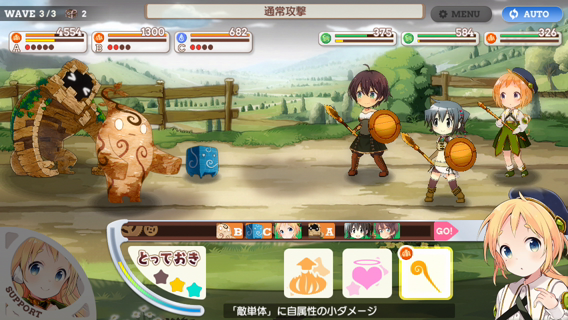 WAVE 3/3 2
通常攻撃
MENU
AUTO
A 4554
B 1300
C 682
375
584
326
B C A GO!
とっておき
SUPPORT
「敵単体」に自属性の小ダメージ